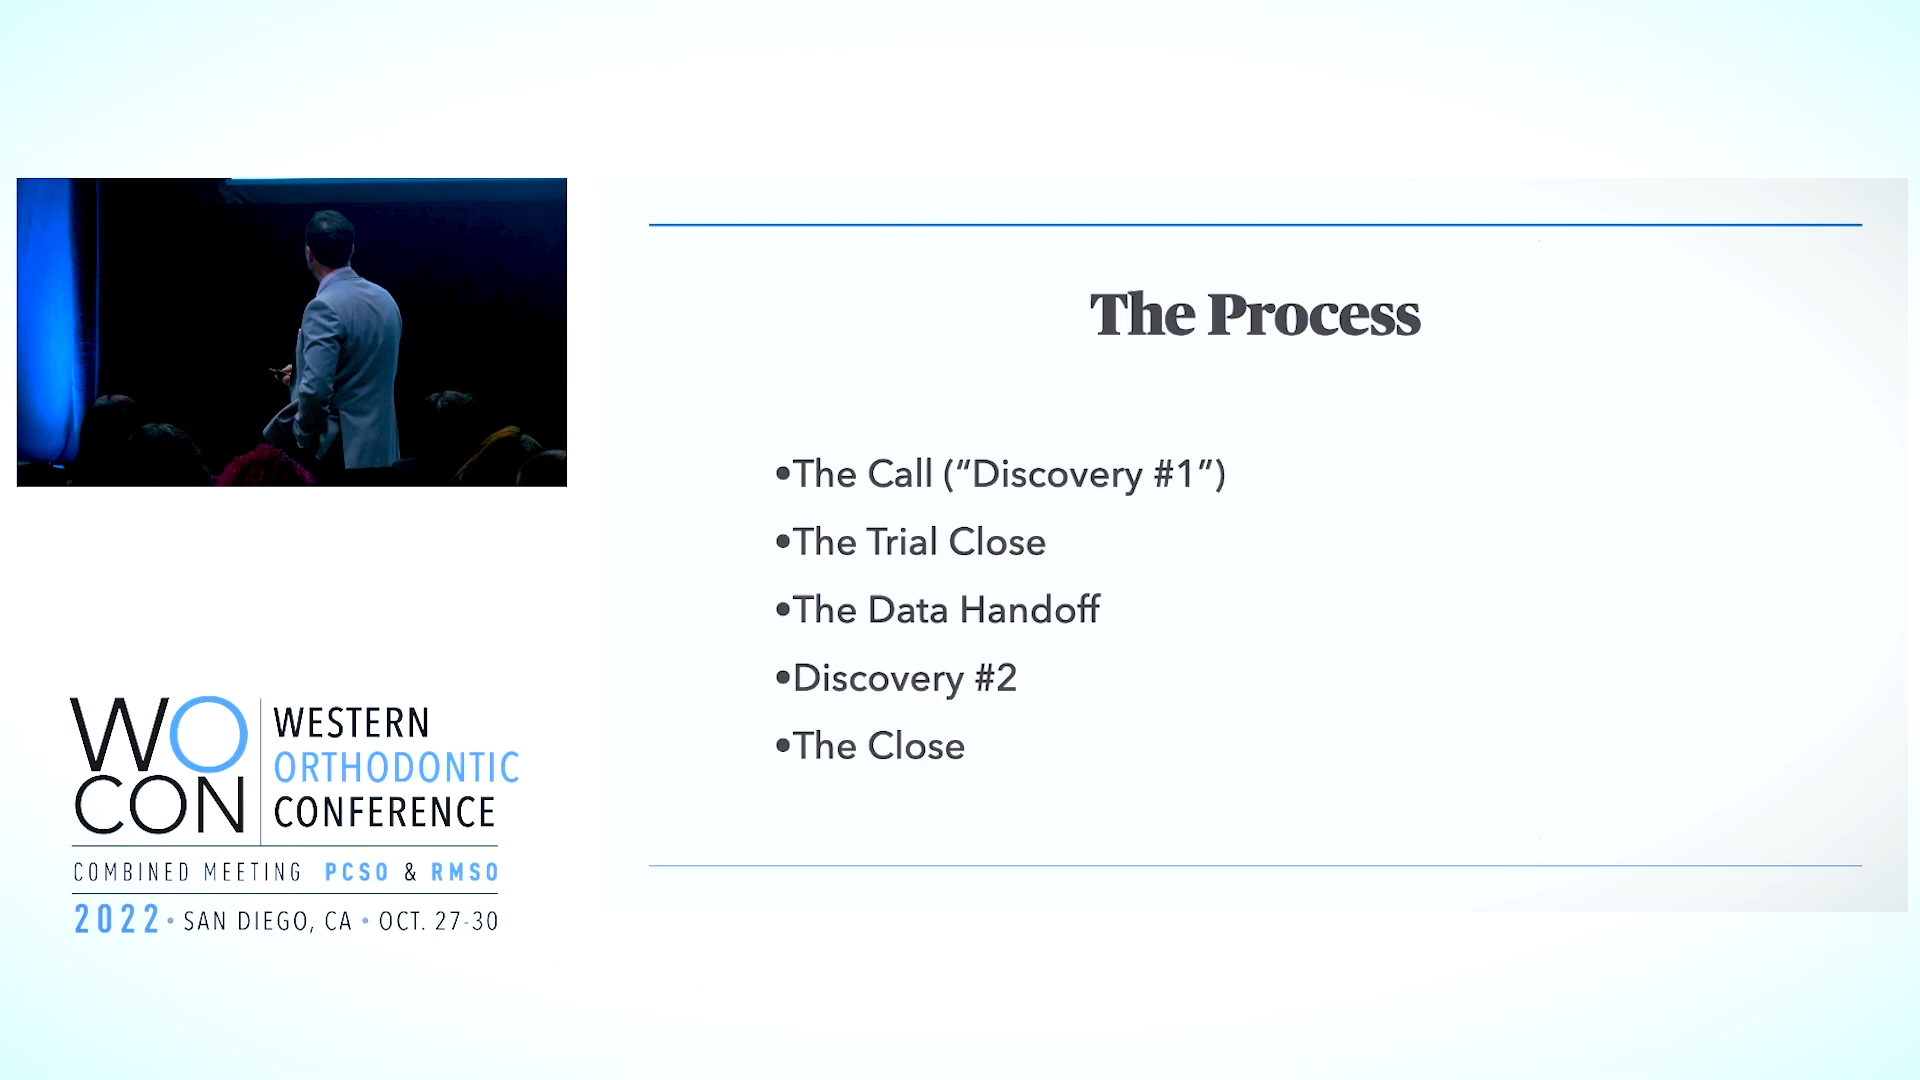 The Process
•The Call (“Discovery #1”)
•The Trial Close
•The Data Handoff
•Discovery #2
•The Close
WO
CON
WESTERN
ORTHODONTIC
CONFERENCE
COMBINED MEETING PCSO & RMSO
2022 • SAN DIEGO, CA • OCT. 27-30